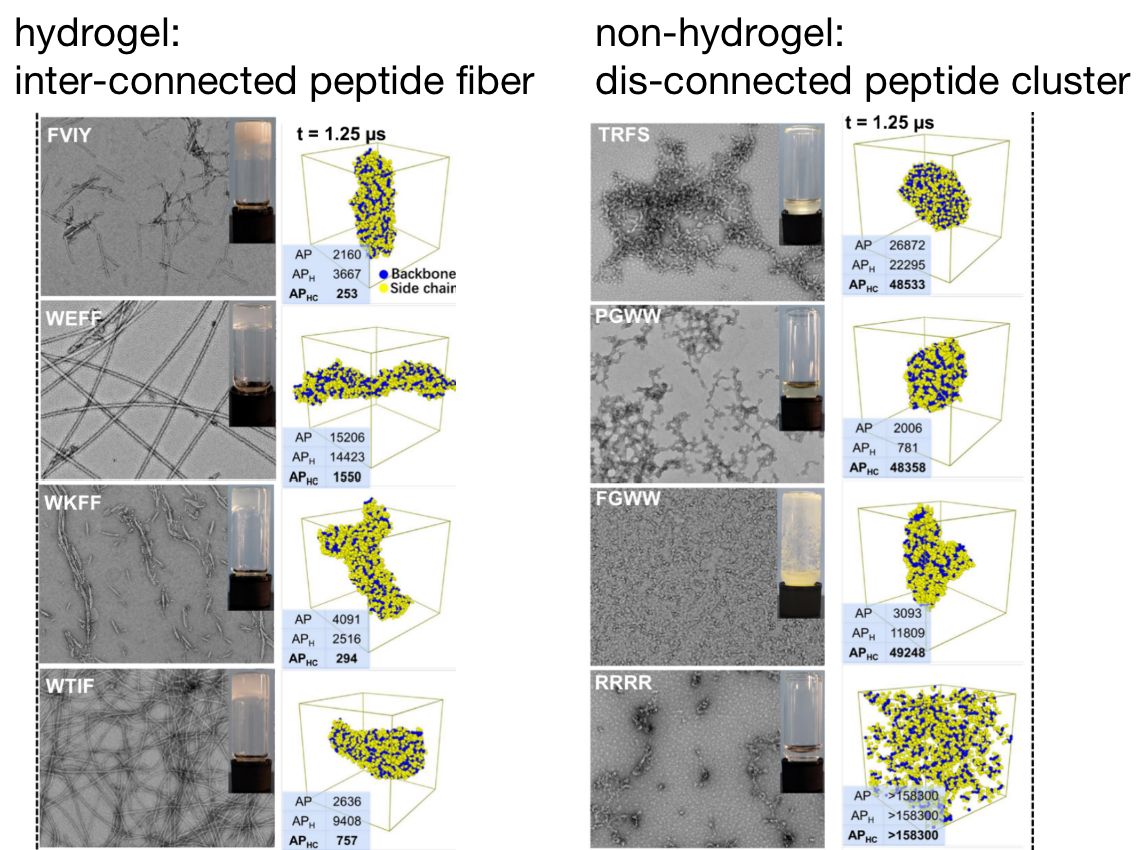 hydrogel:
inter-connected peptide fiber
FVIY
t = 1.25 µs
AP 2160
APH 3667
APHC 253
Backbone
Side chain
WEFF
AP 15206
APH 14423
APHC 1550
WKFF
AP 4091
APH 2516
APHC 294
WTIF
AP 2636
APH 9408
APHC 757
non-hydrogel:
dis-connected peptide cluster
TRFS
t = 1.25 µs
AP 26872
APH 22295
APHC 48533
PGWW
AP 2006
APH 781
APHC 48358
FGWW
AP 3093
APH 11809
APHC 49248
RRRR
AP >158300
APH >158300
APHC >158300